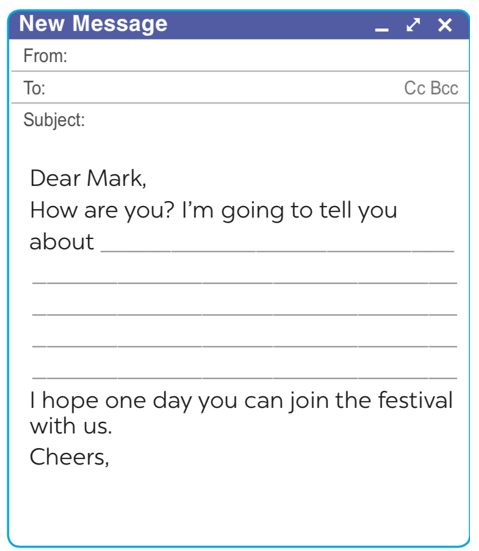 New Message
From:
To: Cc Bcc
Subject:
Dear Mark,
How are you? I'm going to tell you
about
I hope one day you can join the festival
with us.
Cheers,